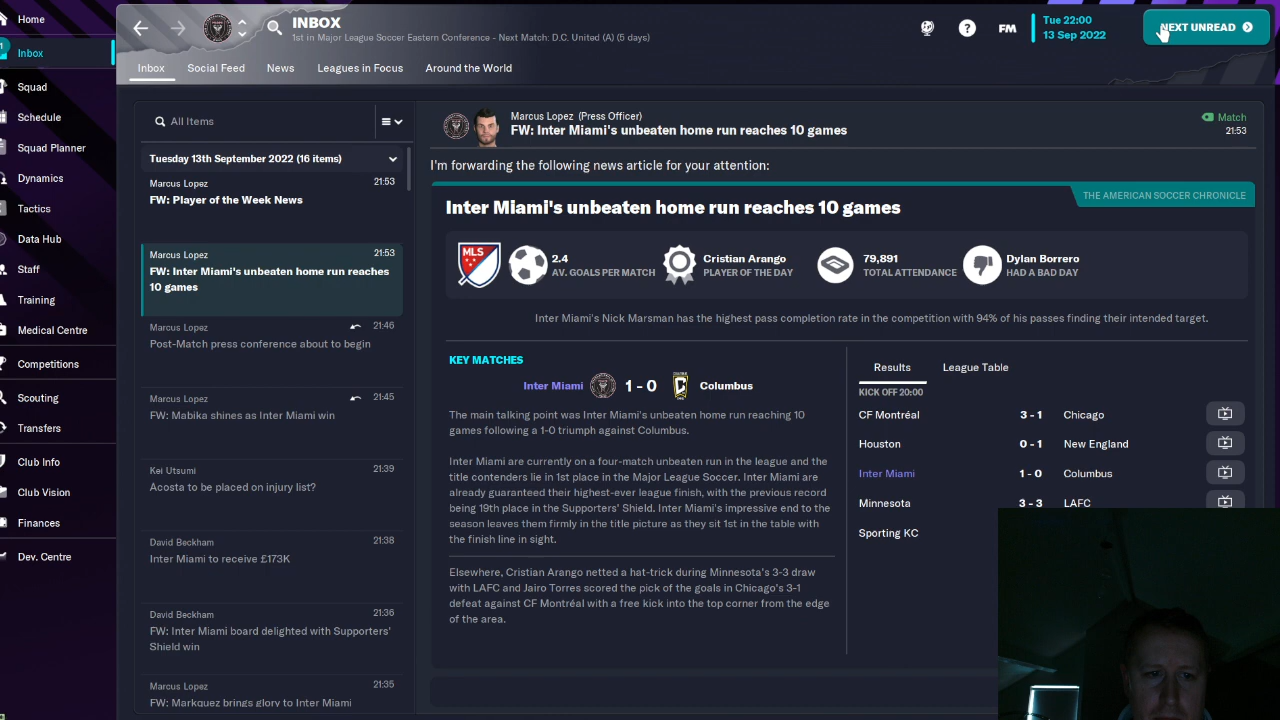 Home
INBOX
1st in Major League Soccer Eastern Conference - Next Match: D.C. United (A) (5 days)
FM
Tue 22:00
13 Sep 2022
NEXT UNREAD
1
Inbox
Squad
Schedule
Squad Planner
Dynamics
Tactics
Data Hub
Staff
Training
Medical Centre
Competitions
Scouting
Transfers
Club Info
Club Vision
Finances
Dev. Centre
Inbox
Social Feed
News
Leagues in Focus
Around the World
All Items
Tuesday 13th September 2022 (16 items)
Marcus Lopez
21:53
FW: Player of the Week News
Marcus Lopez
21:53
FW: Inter Miami's unbeaten home run reaches
10 games
Marcus Lopez
21:46
Post-Match press conference about to begin
Marcus Lopez
21:45
FW: Mabika shines as Inter Miami win
Kei Utsumi
21:39
Acosta to be placed on injury list?
David Beckham
21:38
Inter Miami to receive £173K
David Beckham
21:36
FW: Inter Miami board delighted with Supporters'
Shield win
Marcus Lopez
21:35
FW: Markquez brings glory to Inter Miami
Marcus Lopez (Press Officer)
FW: Inter Miami's unbeaten home run reaches 10 games
Match
21:53
I'm forwarding the following news article for your attention:
THE AMERICAN SOCCER CHRONICLE
Inter Miami's unbeaten home run reaches 10 games
MLS
2.4
AV. GOALS PER MATCH
Cristian Arango
PLAYER OF THE DAY
79,891
TOTAL ATTENDANCE
Dylan Borrero
HAD A BAD DAY
Inter Miami's Nick Marsman has the highest pass completion rate in the competition with 94% of his passes finding their intended target.
KEY MATCHES
Inter Miami 1 - 0 Columbus
The main talking point was Inter Miami's unbeaten home run reaching 10
games following a 1-0 triumph against Columbus.
Inter Miami are currently on a four-match unbeaten run in the league and the
title contenders lie in 1st place in the Major League Soccer. Inter Miami are
already guaranteed their highest-ever league finish, with the previous record
being 19th place in the Supporters' Shield. Inter Miami's impressive end to the
season leaves them firmly in the title picture as they sit 1st in the table with
the finish line in sight.
Elsewhere, Cristian Arango netted a hat-trick during Minnesota's 3-3 draw
with LAFC and Jairo Torres scored the pick of the goals in Chicago's 3-1
defeat against CF Montréal with a free kick into the top corner from the edge
of the area.
Results
League Table
KICK OFF 20:00
CF Montréal 3 - 1 Chicago
Houston 0 - 1 New England
Inter Miami 1 - 0 Columbus
Minnesota 3 - 3 LAFC
Sporting KC